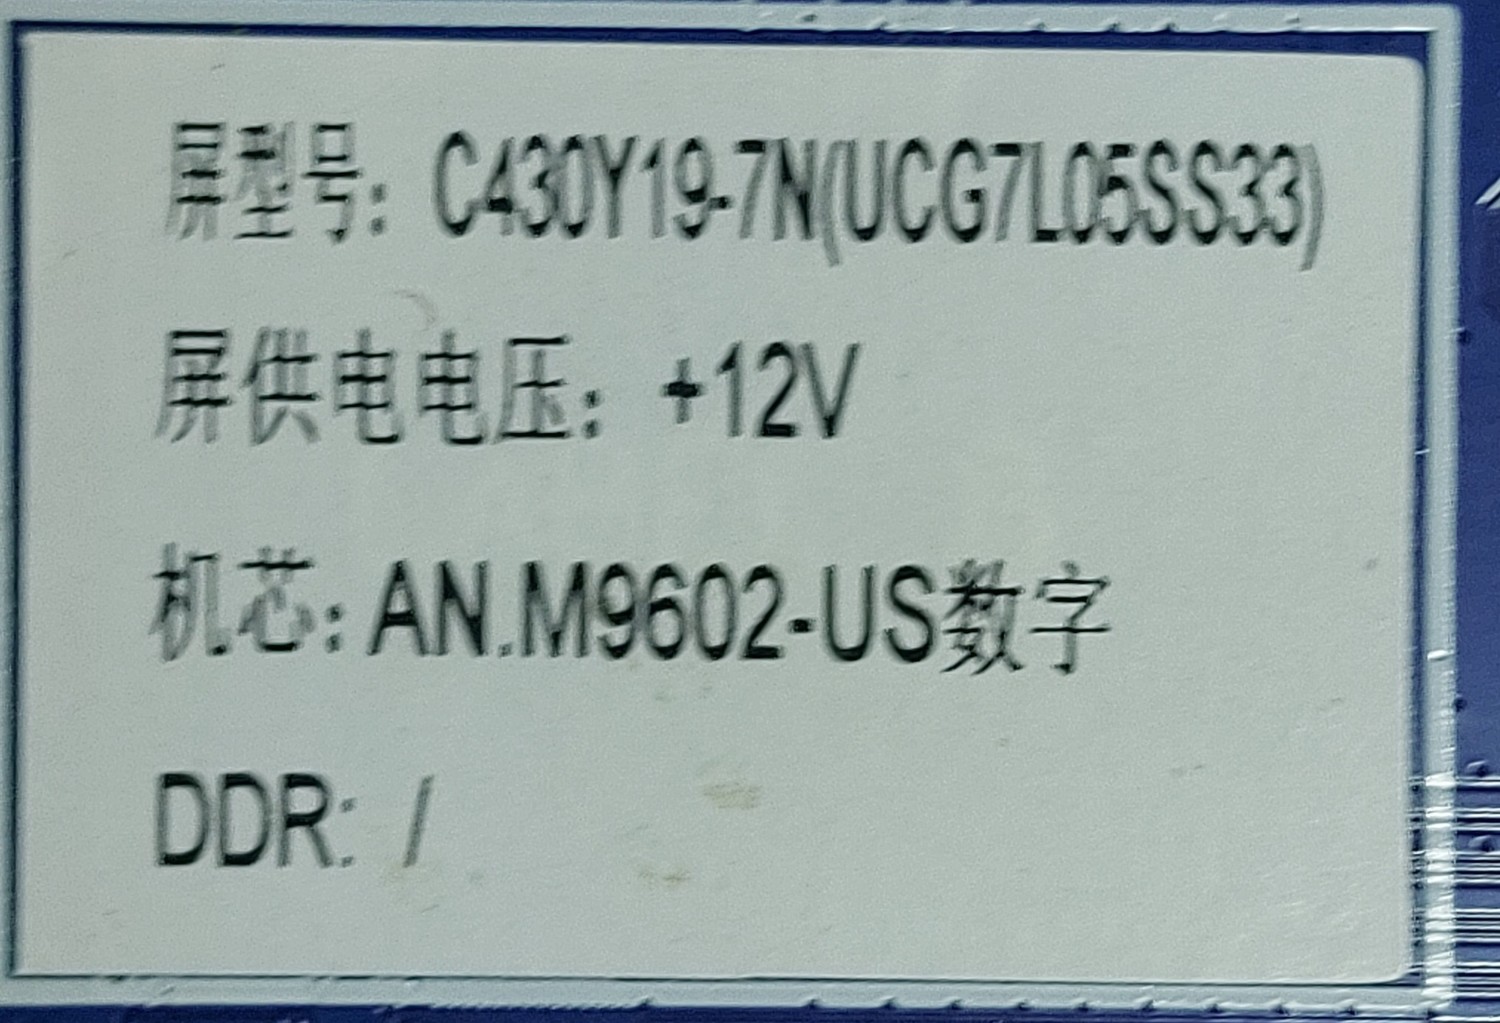 屏型号: C430Y19-7N(UCG7L05SS33)
屏供电电压: +12V
机芯: AN.M9602-US数字
DDR: /